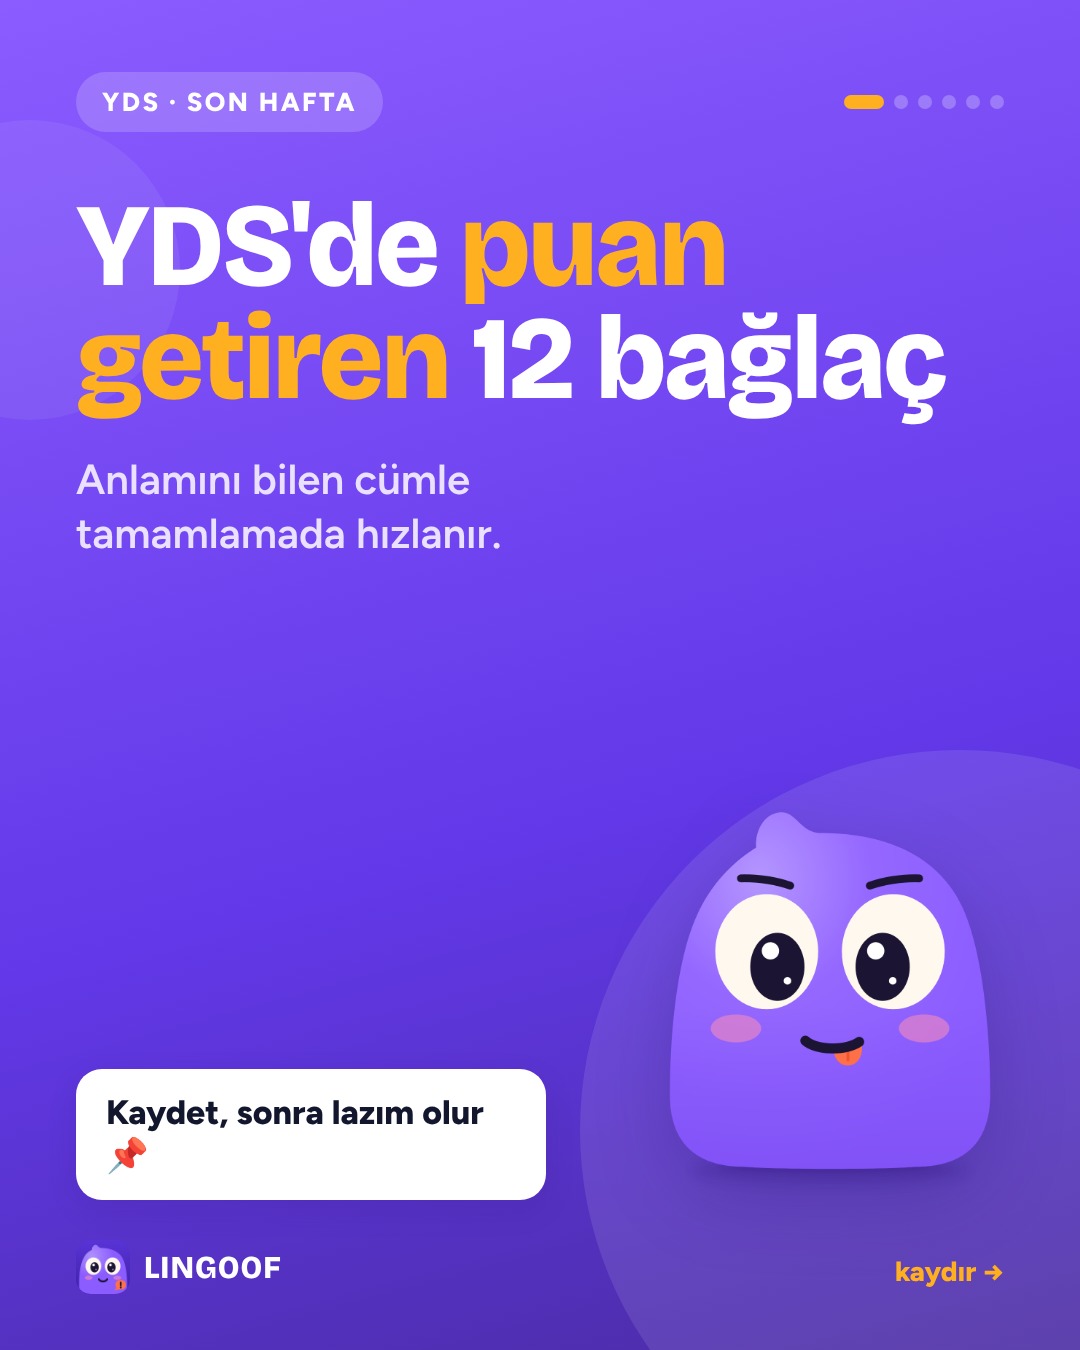 YDS · SON HAFTA
YDS'de puan
getiren 12 bağlaç
Anlamını bilen cümle
tamamlamada hızlanır.
Kaydet, sonra lazım olur
📌
LINGOOF
kaydır →